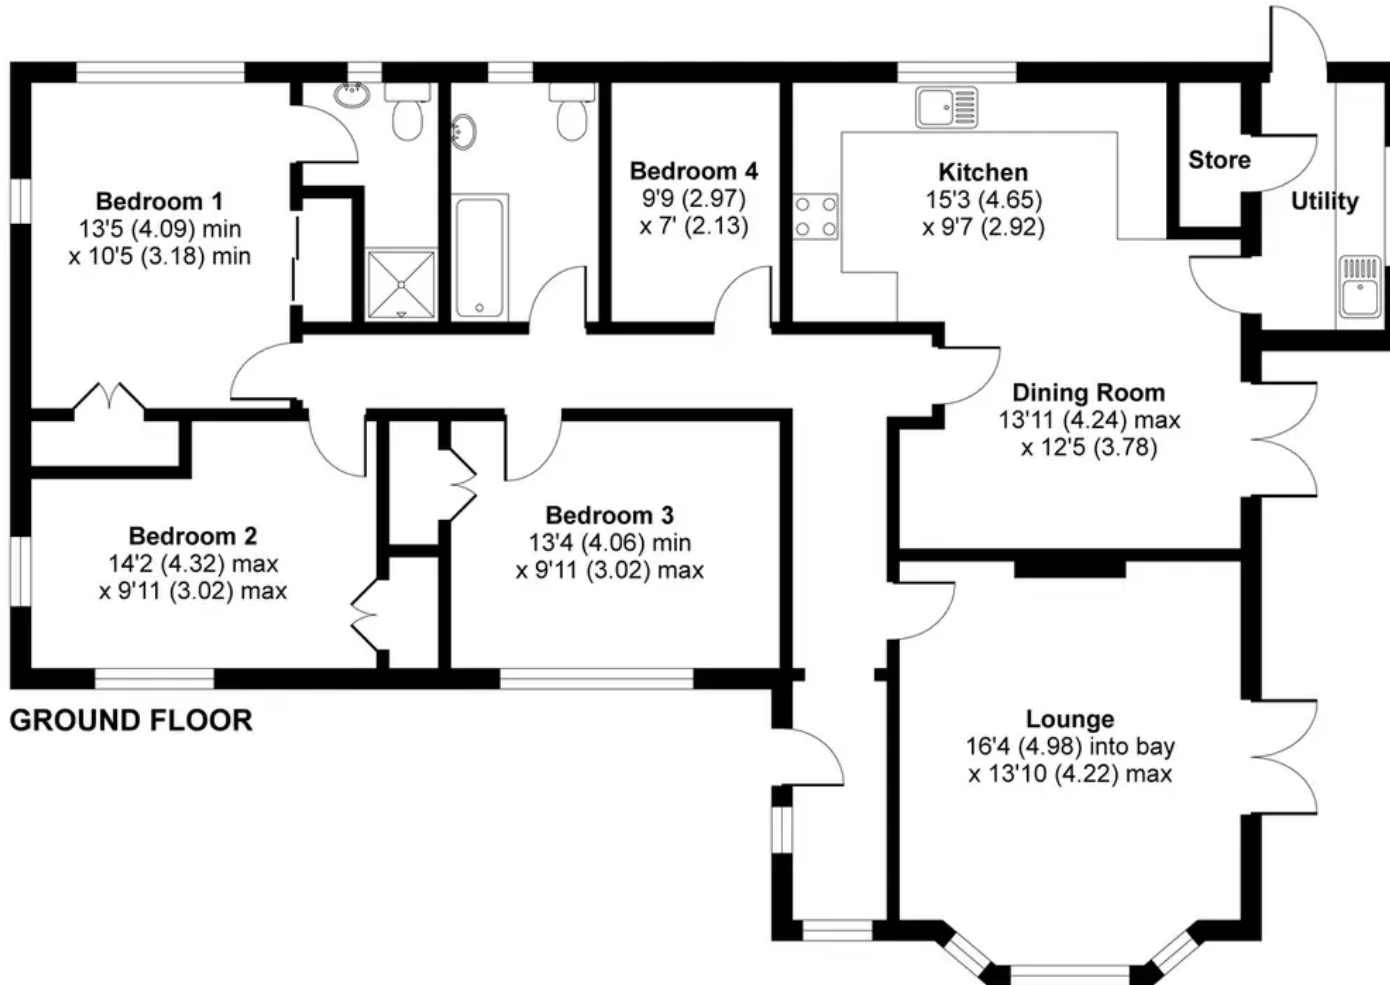 Bedroom 1
13'5 (4.09) min
x 10'5 (3.18) min
Bedroom 4
9'9 (2.97)
x 7' (2.13)
Kitchen
15'3 (4.65)
x 9'7 (2.92)
Store
Utility
Dining Room
13'11 (4.24) max
x 12'5 (3.78)
Bedroom 2
14'2 (4.32) max
x 9'11 (3.02) max
Bedroom 3
13'4 (4.06) min
x 9'11 (3.02) max
Lounge
16'4 (4.98) into bay
x 13'10 (4.22) max
GROUND FLOOR